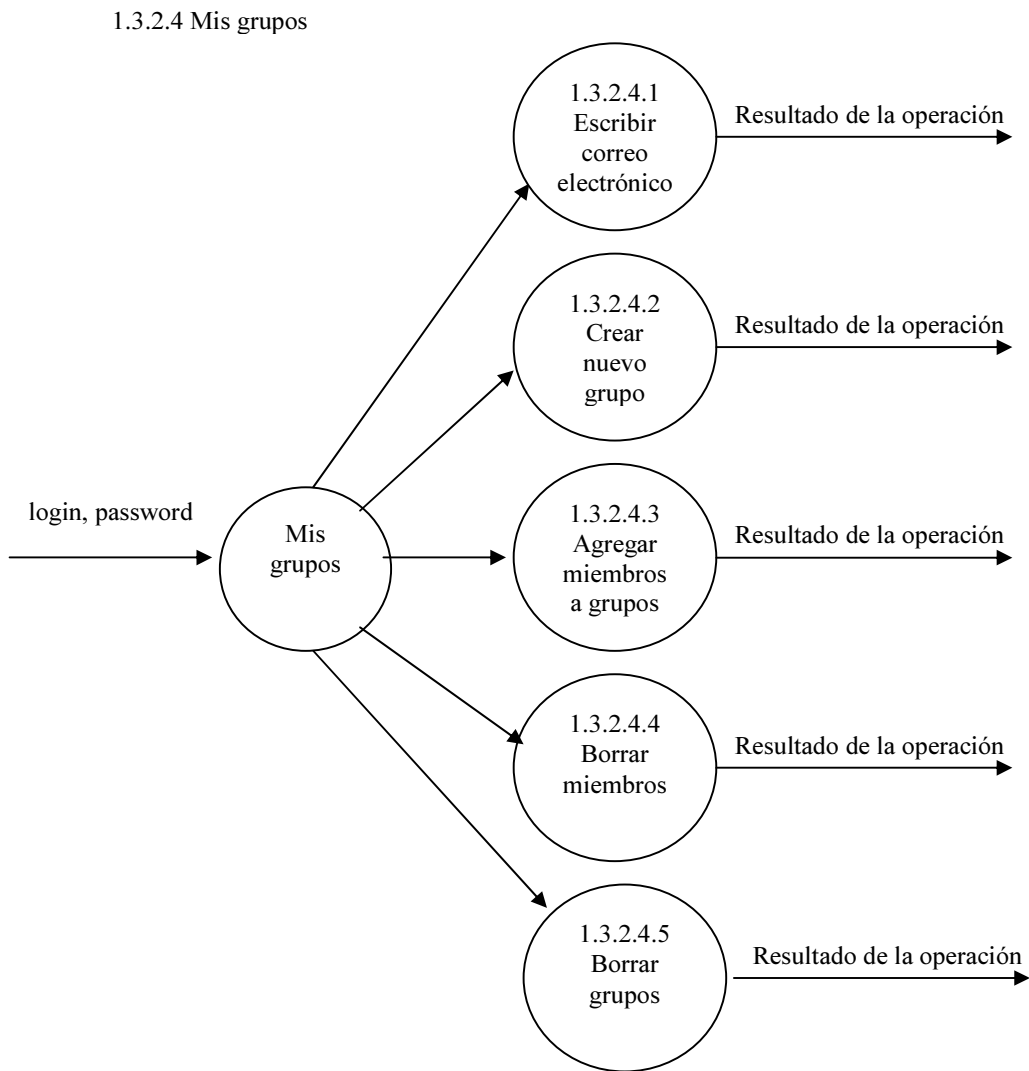 1.3.2.4 Mis grupos
1.3.2.4.1
Escribir
correo
electrónico
Resultado de la operación
1.3.2.4.2
Crear
nuevo
grupo
Resultado de la operación
login, password
Mis
grupos
1.3.2.4.3
Agregar
miembros
a grupos
Resultado de la operación
1.3.2.4.4
Borrar
miembros
Resultado de la operación
1.3.2.4.5
Borrar
grupos
Resultado de la operación